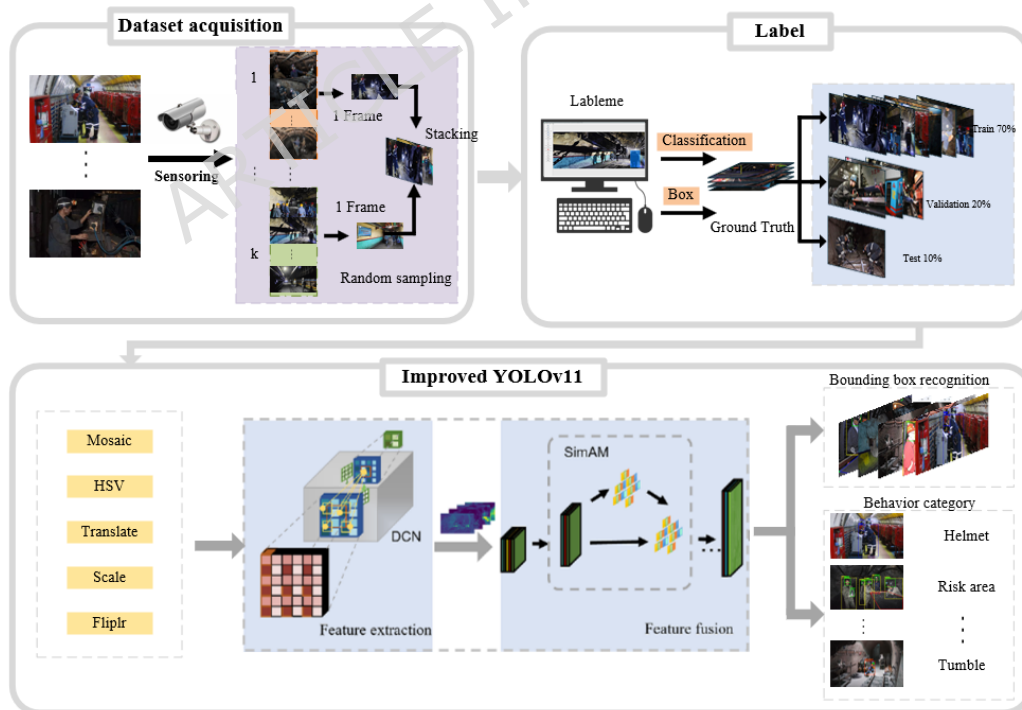 Dataset acquisition
1
1 Frame
Stacking
Sensoring
1 Frame
k
Random sampling
ARTICLE IN
Label
Lableme
Classification
Box
Ground Truth
Train 70%
Validation 20%
Test 10%
Improved YOLOv11
Mosaic
HSV
Translate
Scale
Fliplr
DCN
Feature extraction
SimAM
Feature fusion
Bounding box recognition
Behavior category
Helmet
Risk area
Tumble